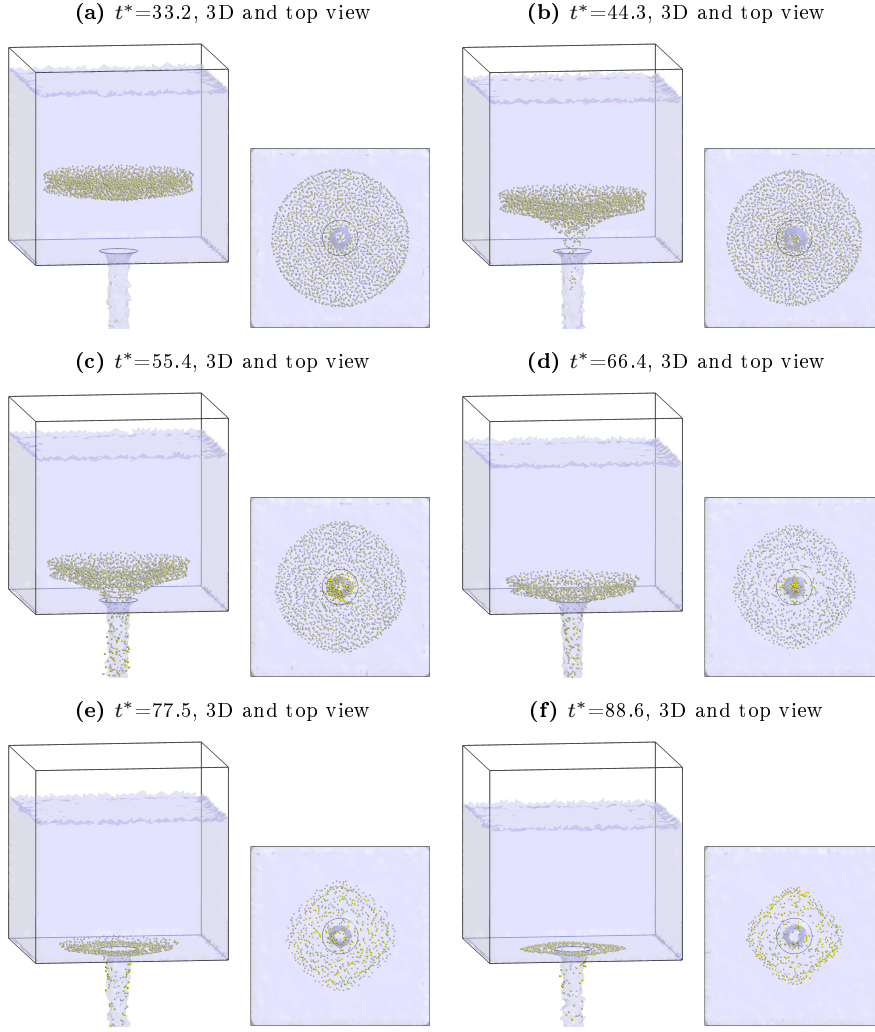 (a) t*=33.2, 3D and top view
(b) t*=44.3, 3D and top view
(c) t*=55.4, 3D and top view
(d) t*=66.4, 3D and top view
(e) t*=77.5, 3D and top view
(f) t*=88.6, 3D and top view